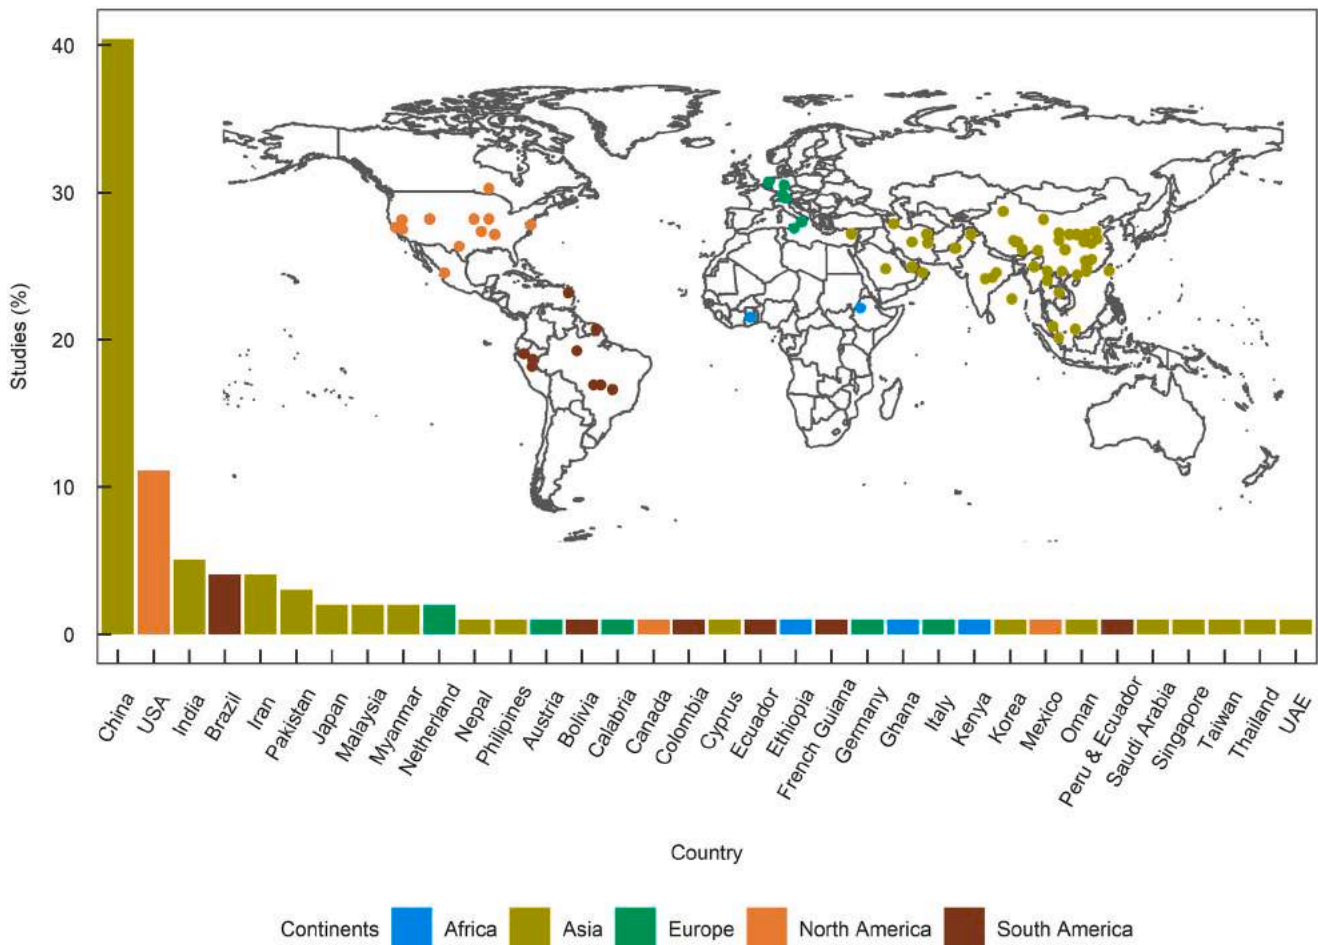 40
30
20
10
0
Studies (%)
China
USA
India
Brazil
Iran
Pakistan
Japan
Malaysia
Myanmar
Netherland
Nepal
Philipines
Austria
Bolivia
Calabria
Canada
Colombia
Cyprus
Ecuador
Ethiopia
French Guiana
Germany
Ghana
Italy
Kenya
Korea
Mexico
Oman
Peru & Ecuador
Saudi Arabia
Singapore
Taiwan
Thailand
UAE
Country
Continents Africa Asia Europe North America South America